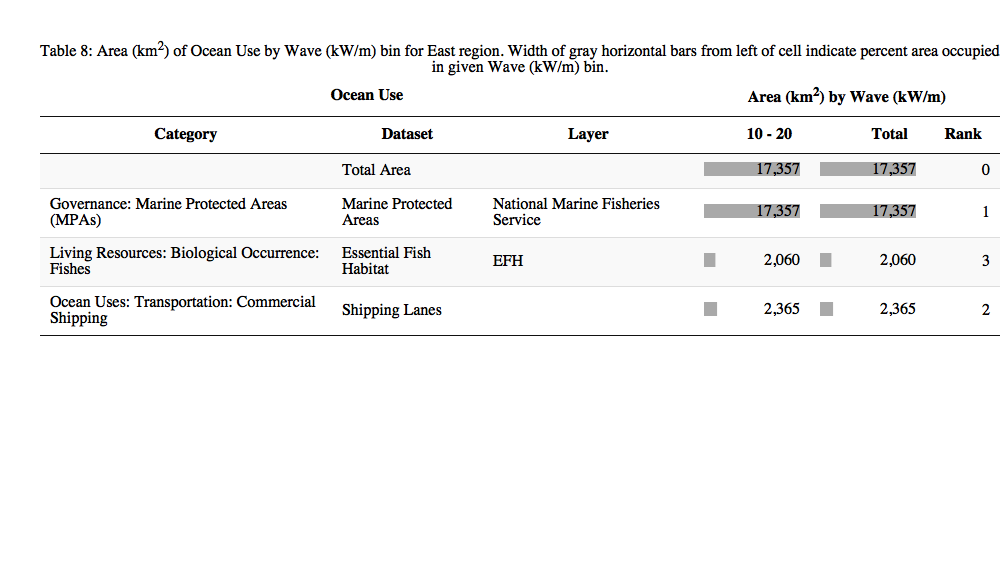 Table 8: Area (km²) of Ocean Use by Wave (kW/m) bin for East region. Width of gray horizontal bars from left of cell indicate percent area occupied
in given Wave (kW/m) bin.
Ocean Use Area (km²) by Wave (kW/m)
Category Dataset Layer 10 - 20 Total Rank
Total Area 17,357 17,357 0
Governance: Marine Protected Areas Marine Protected National Marine Fisheries
(MPAs) Areas Service 17,357 17,357 1
Living Resources: Biological Occurrence: Essential Fish
Fishes Habitat EFH 2,060 2,060 3
Ocean Uses: Transportation: Commercial
Shipping Shipping Lanes 2,365 2,365 2